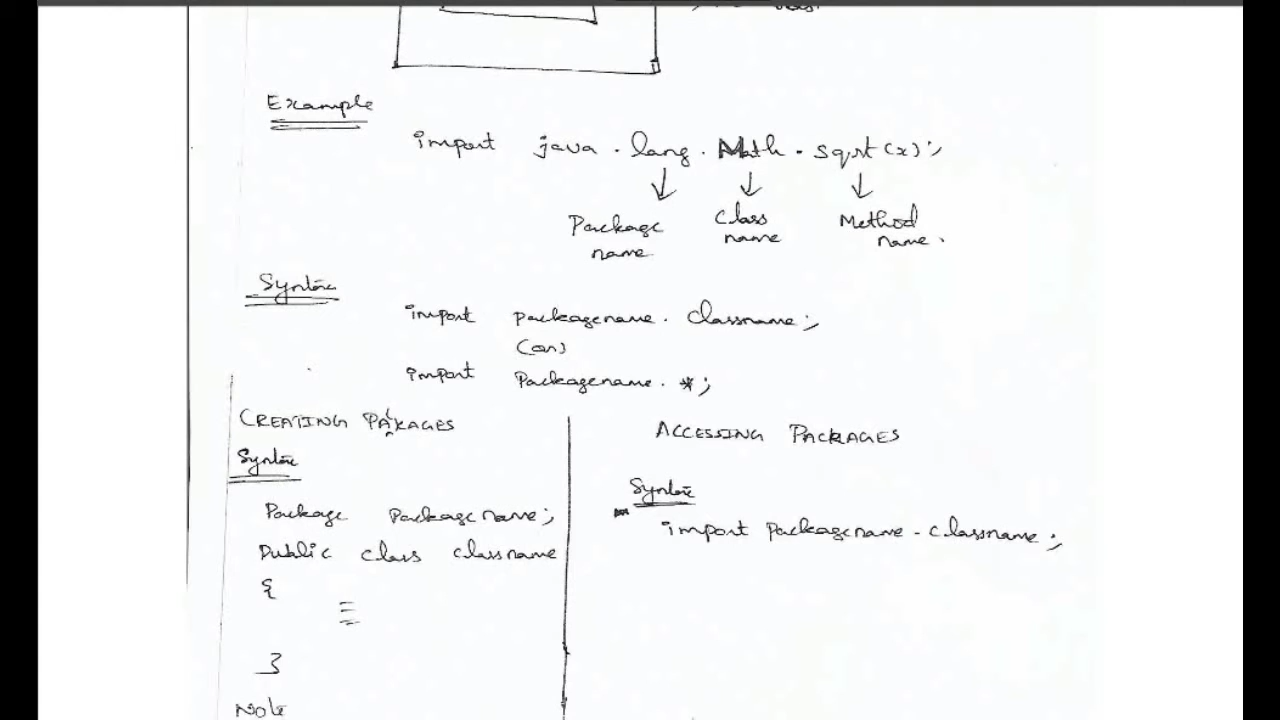 Example
import java . lang . Math . sqrt (x);
Package name
Class name
Method name.
Syntax
import packagename . classname;
(or)
import Packagename . *;
CREATING PACKAGES
Syntax
Package Packagename;
Public class classname
{
}
Note
ACCESSING PACKAGES
Syntax
import packagename . classname;